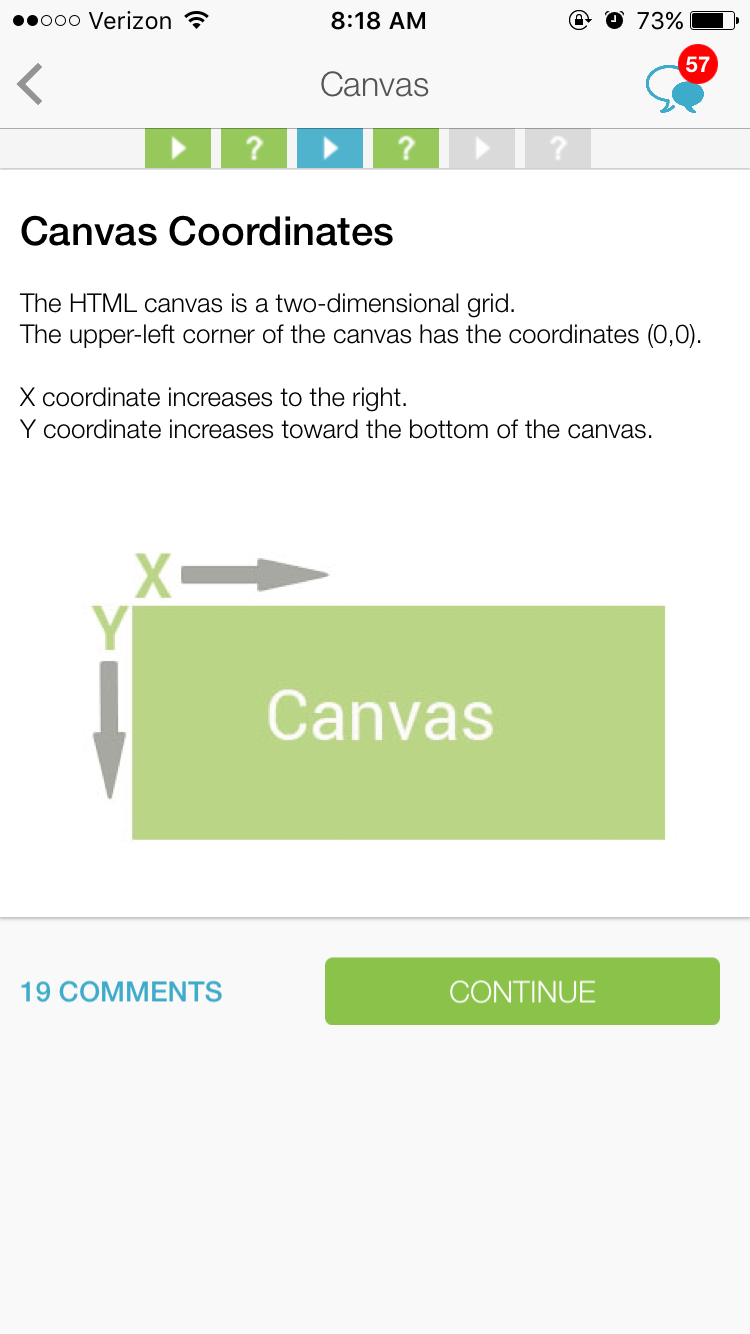 Verizon 8:18 AM 73%
Canvas 57
? ? ?
Canvas Coordinates
The HTML canvas is a two-dimensional grid.
The upper-left corner of the canvas has the coordinates (0,0).
X coordinate increases to the right.
Y coordinate increases toward the bottom of the canvas.
X
Y
Canvas
19 COMMENTS CONTINUE